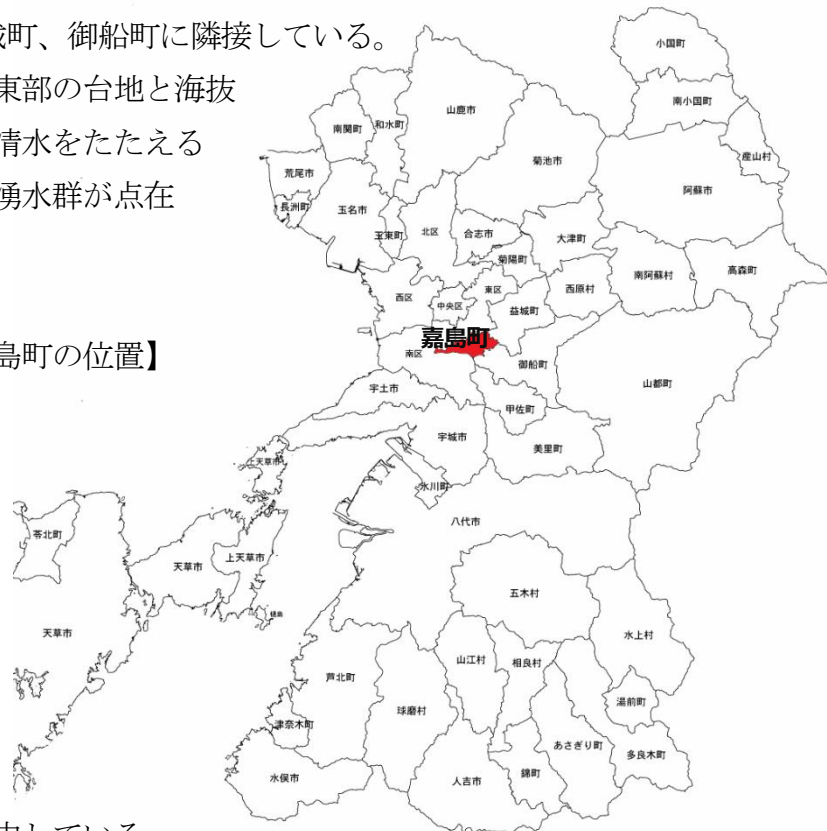 町、御船町に隣接している。
東部の台地と海抜
清水をたたえる
湧水群が点在
島町の位置】
小国町
南小国町
産山村
山鹿市
和水町
南関町
菊池市
阿蘇市
荒尾市
長洲町
玉名市
玉東町
北区
合志市
大津町
菊陽町
西区
中央区
東区
益城町
西原村
南阿蘇村
高森町
嘉島町
南区
御船町
山都町
宇土市
甲佐町
宇城市
美里町
上天草市
氷川町
八代市
苓北町
天草市
上天草市
五木村
天草市
水上村
山江村
相良村
芦北町
球磨村
湯前町
津奈木町
あさぎり町
多良木町
水俣市
人吉市
錦町